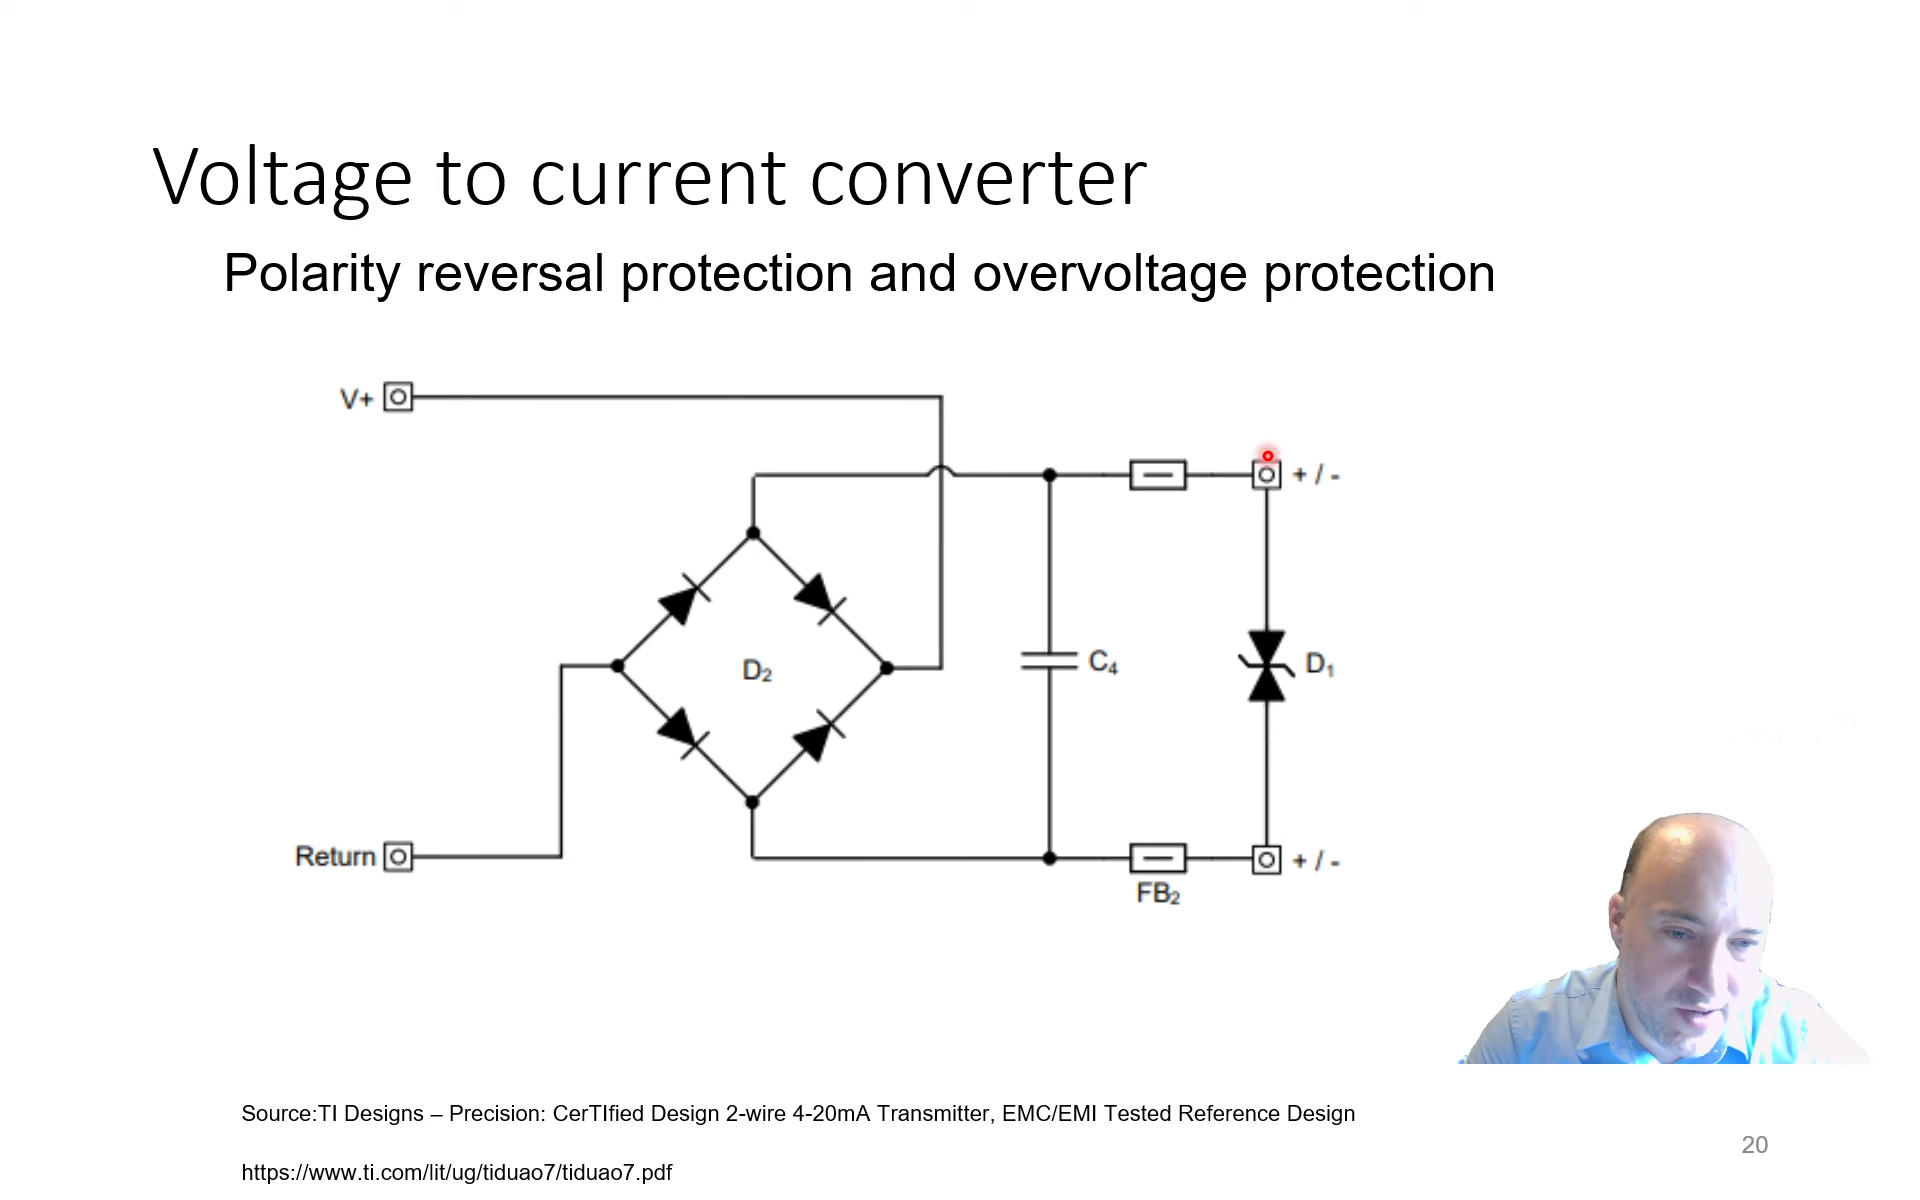 Voltage to current converter
Polarity reversal protection and overvoltage protection
V+
+ / -
D2
C4
D1
Return
+ / -
FB2
Source:TI Designs – Precision: CerTIfied Design 2-wire 4-20mA Transmitter, EMC/EMI Tested Reference Design
20
https://www.ti.com/lit/ug/tiduao7/tiduao7.pdf